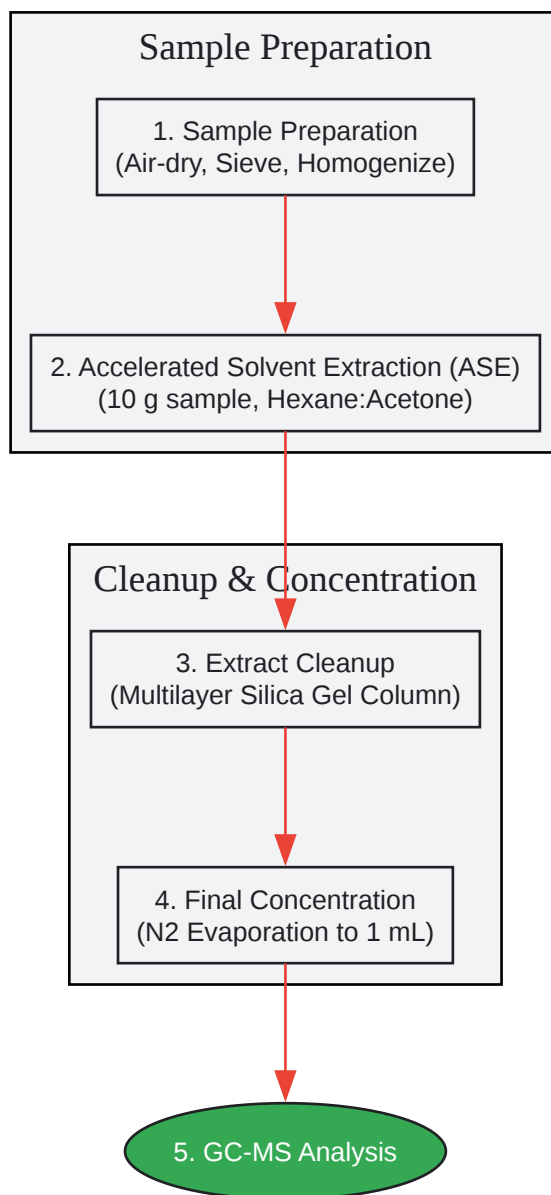 Sample Preparation
1. Sample Preparation
(Air-dry, Sieve, Homogenize)
2. Accelerated Solvent Extraction (ASE)
(10 g sample, Hexane:Acetone)
Cleanup & Concentration
3. Extract Cleanup
(Multilayer Silica Gel Column)
4. Final Concentration
(N2 Evaporation to 1 mL)
5. GC-MS Analysis